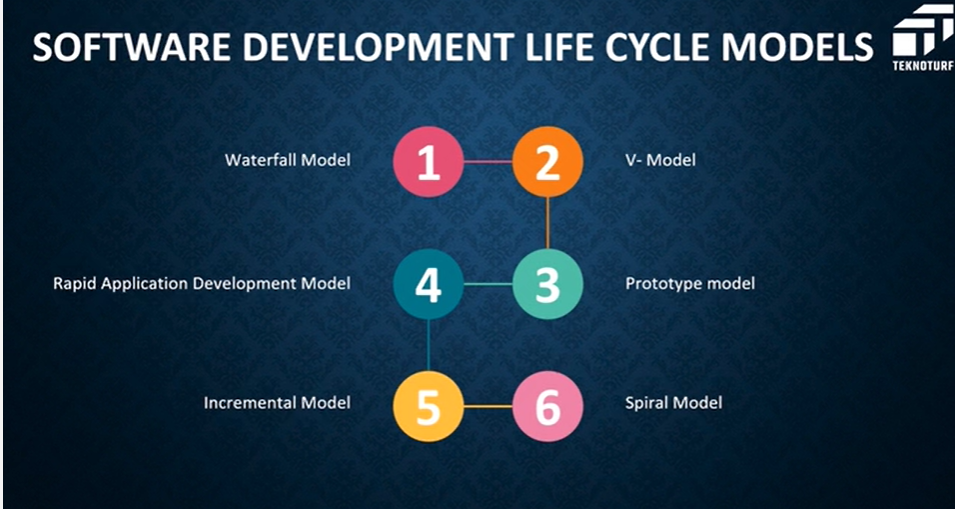 SOFTWARE DEVELOPMENT LIFE CYCLE MODELS
TEKNOTURF
Waterfall Model
1
2
V- Model
Rapid Application Development Model
4
3
Prototype model
Incremental Model
5
6
Spiral Model